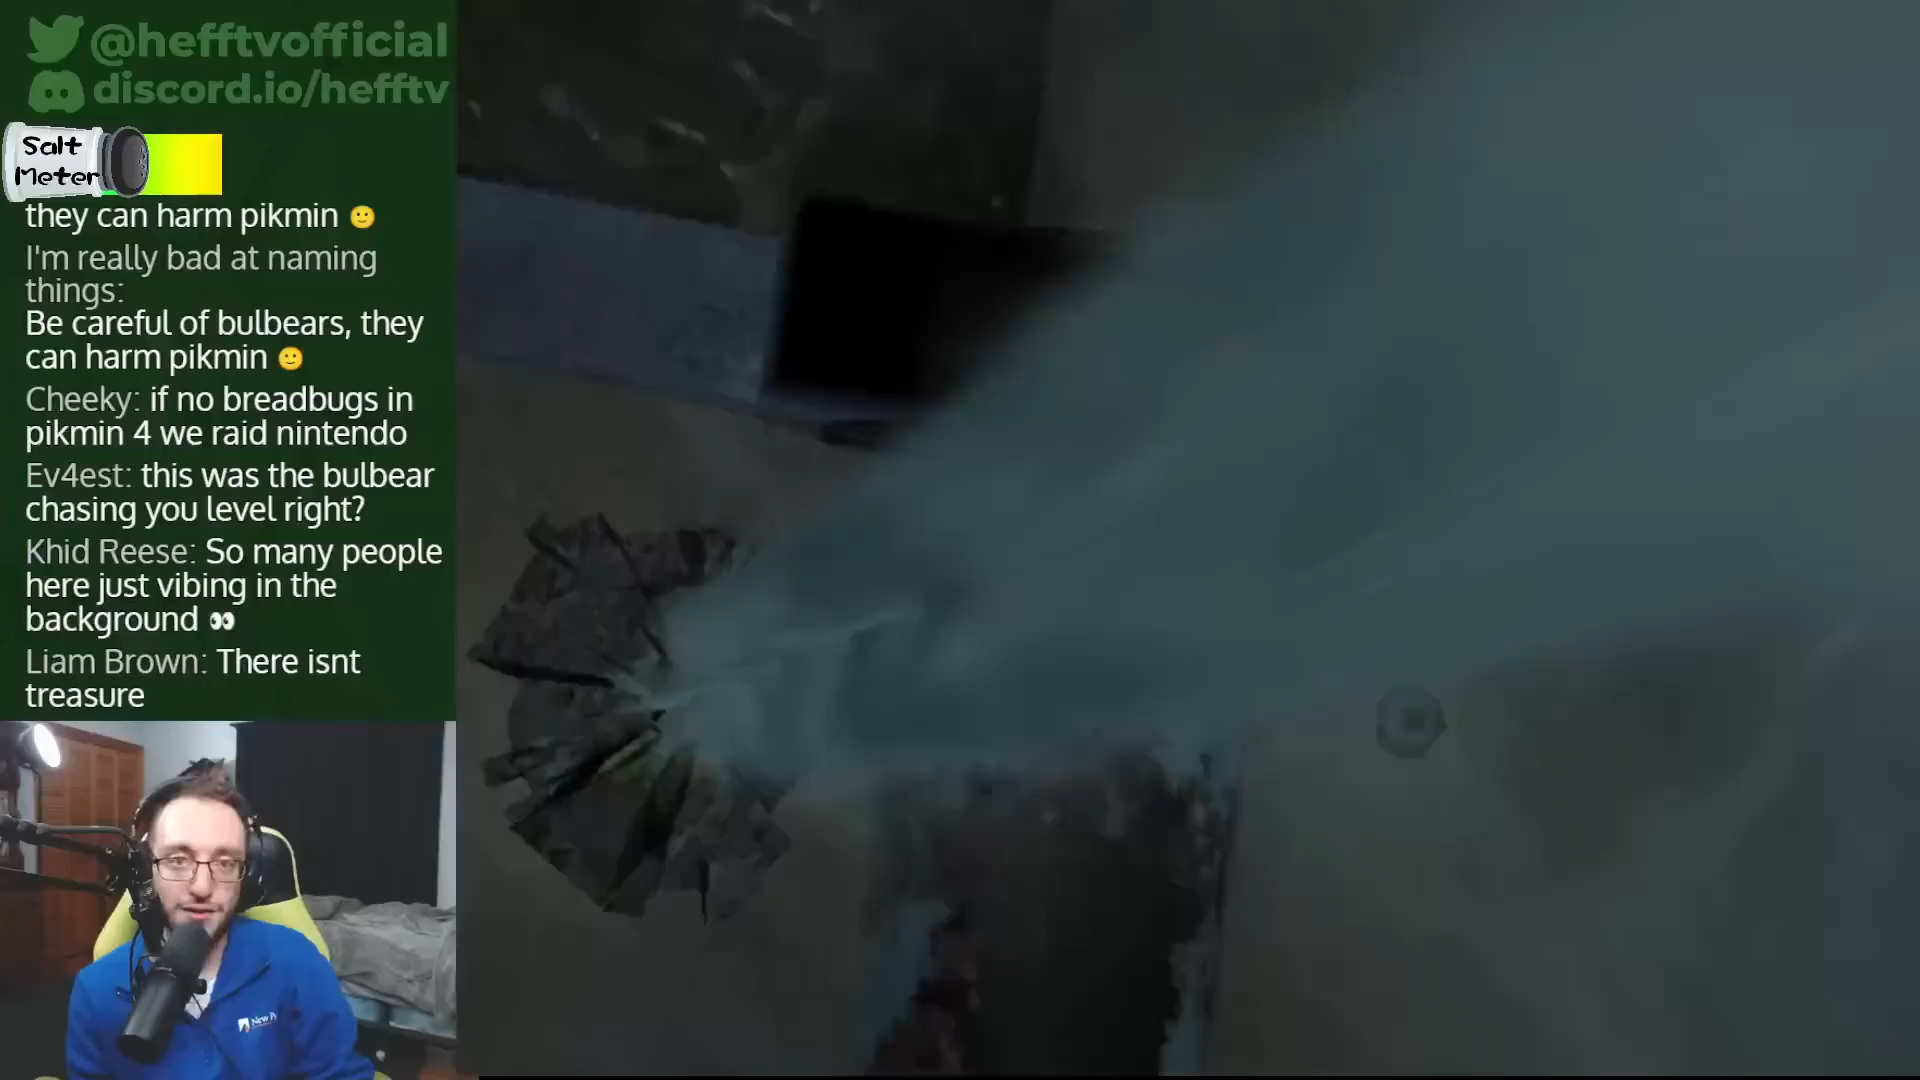 @hefftvofficial
discord.io/hefftv
Salt
Meter
they can harm pikmin 🙂
I'm really bad at naming
things:
Be careful of bulbears, they
can harm pikmin 🙂
Cheeky: if no breadbugs in
pikmin 4 we raid nintendo
Ev4est: this was the bulbear
chasing you level right?
Khid Reese: So many people
here just vibing in the
background 👀
Liam Brown: There isnt
treasure